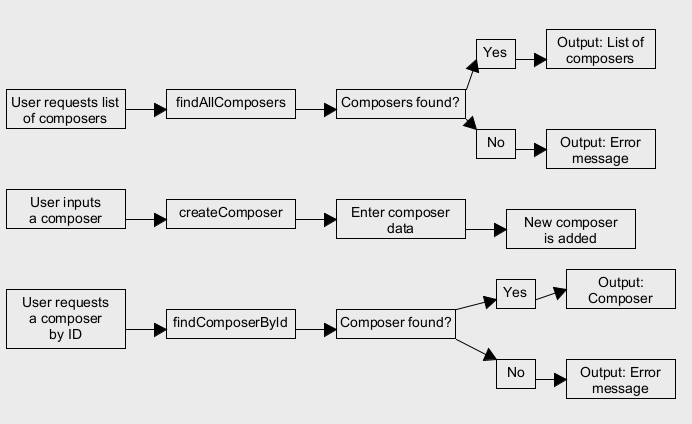 User requests list
of composers
findAllComposers
Composers found?
Yes
Output: List of
composers
No
Output: Error
message
User inputs
a composer
createComposer
Enter composer
data
New composer
is added
User requests
a composer
by ID
findComposerById
Composer found?
Yes
Output:
Composer
No
Output: Error
message